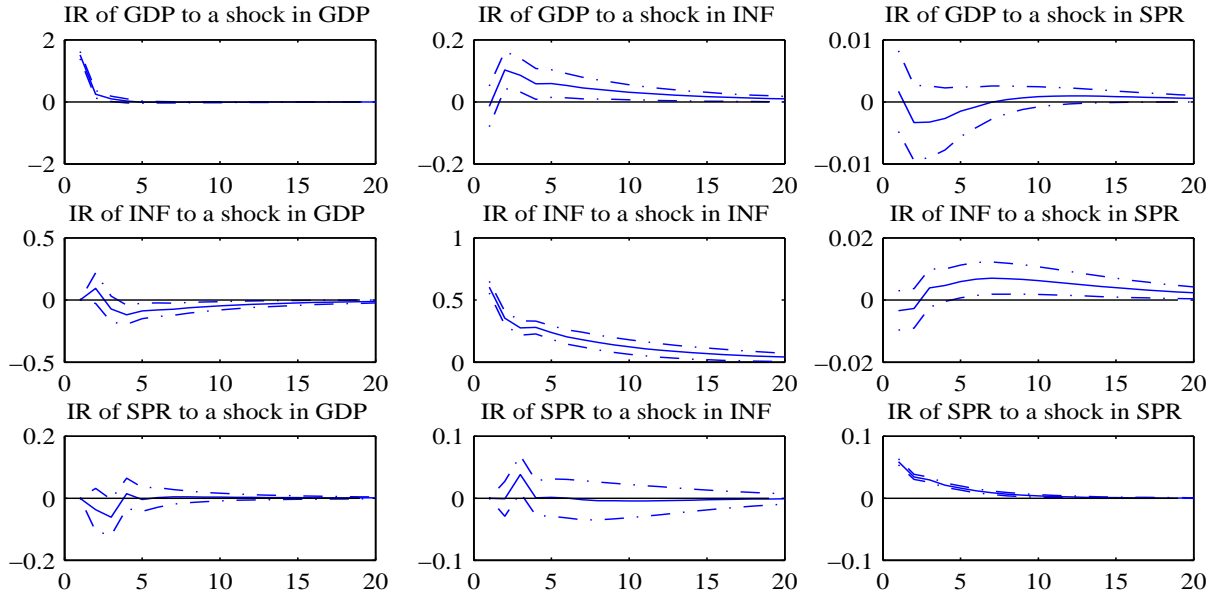 IR of GDP to a shock in GDP
IR of GDP to a shock in INF
IR of GDP to a shock in SPR
2
0
−2
0 5 10 15 20
0.2
0
−0.2
0 5 10 15 20
0.01
0
−0.01
0 5 10 15 20
IR of INF to a shock in GDP
IR of INF to a shock in INF
IR of INF to a shock in SPR
0.5
0
−0.5
0 5 10 15 20
1
0.5
0
0 5 10 15 20
0.02
0
−0.02
0 5 10 15 20
IR of SPR to a shock in GDP
IR of SPR to a shock in INF
IR of SPR to a shock in SPR
0.2
0
−0.2
0 5 10 15 20
0.1
0
−0.1
0 5 10 15 20
0.1
0
−0.1
0 5 10 15 20